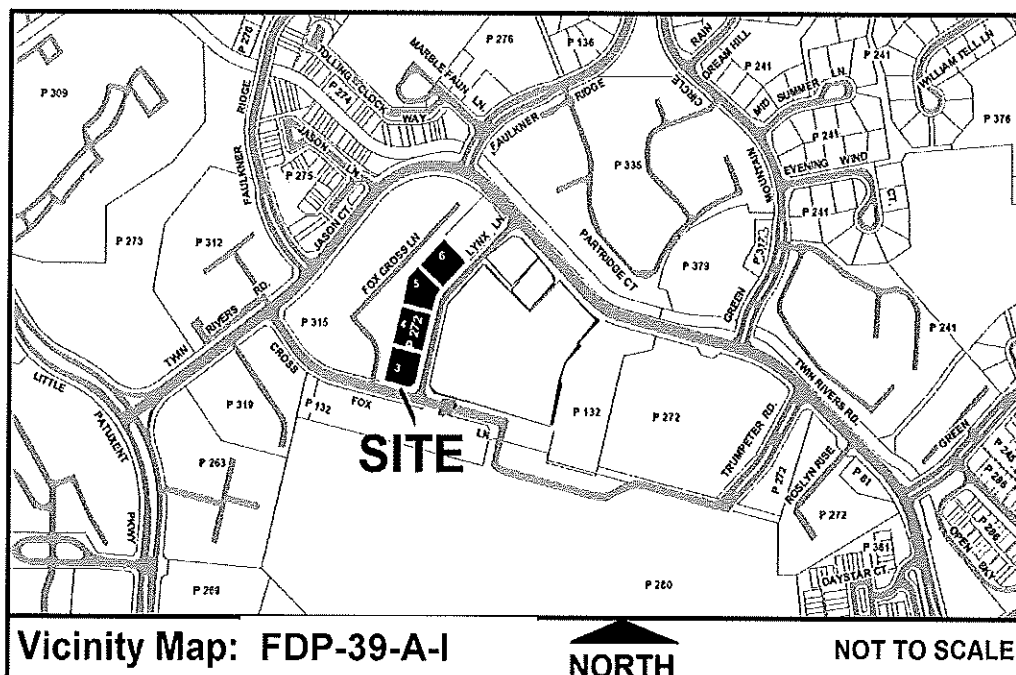 P 309
P 276
FAULKNER RIDGE
TOLLING CLOCK WAY
P 274
JASON LN.
P 275
JASON CT.
MARBLE FAUN LN.
P 276
P 136
FAULKNER RIDGE CIRCLE
RAIN DREAM HILL
P 241
MID SUMMER LN.
P 241
WILLIAM TELL LN
P 376
P 241
EVENING WIND CT.
P 241
P 335
GREEN MOUNTAIN
P 379
P 241
P 273
P 312
TWIN RIVERS RD.
FOX CROSS LN
LYNX LN
PARTRIDGE CT
6
5
4
P 272
3
P 315
CROSS FOX LN.
P 132
P 319
P 263
LITTLE PATUXENT PKWY
P 269
SITE
P 132
P 272
TRUMPETER RD.
TWIN RIVERS RD.
P 272
ROSLYN RISE
P 81
P 272
P 361
DAYSTAR CT.
GREEN
OPEN SKY
P 260
Vicinity Map: FDP-39-A-I
NORTH
NOT TO SCALE